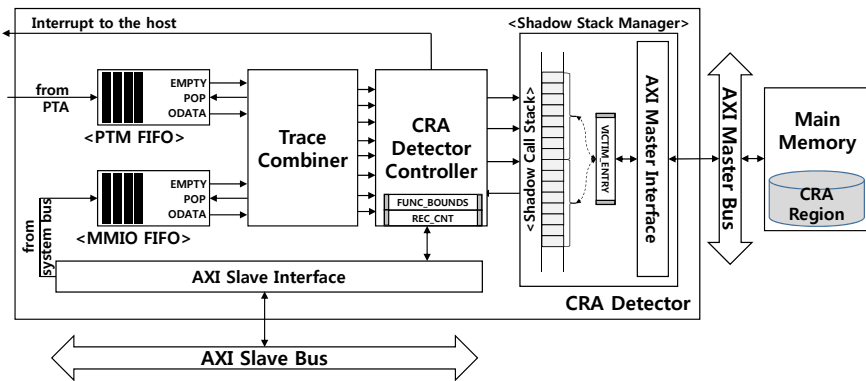 Interrupt to the host
<Shadow Stack Manager>
from
PTA
EMPTY
POP
ODATA
<PTM FIFO>
Trace
Combiner
CRA
Detector
Controller
FUNC_BOUNDS
REC_CNT
<Shadow Call Stack>
VICTIM_ENTRY
AXI Master Interface
AXI Master Bus
Main
Memory
CRA
Region
EMPTY
POP
ODATA
<MMIO FIFO>
from
system bus
AXI Slave Interface
CRA Detector
AXI Slave Bus